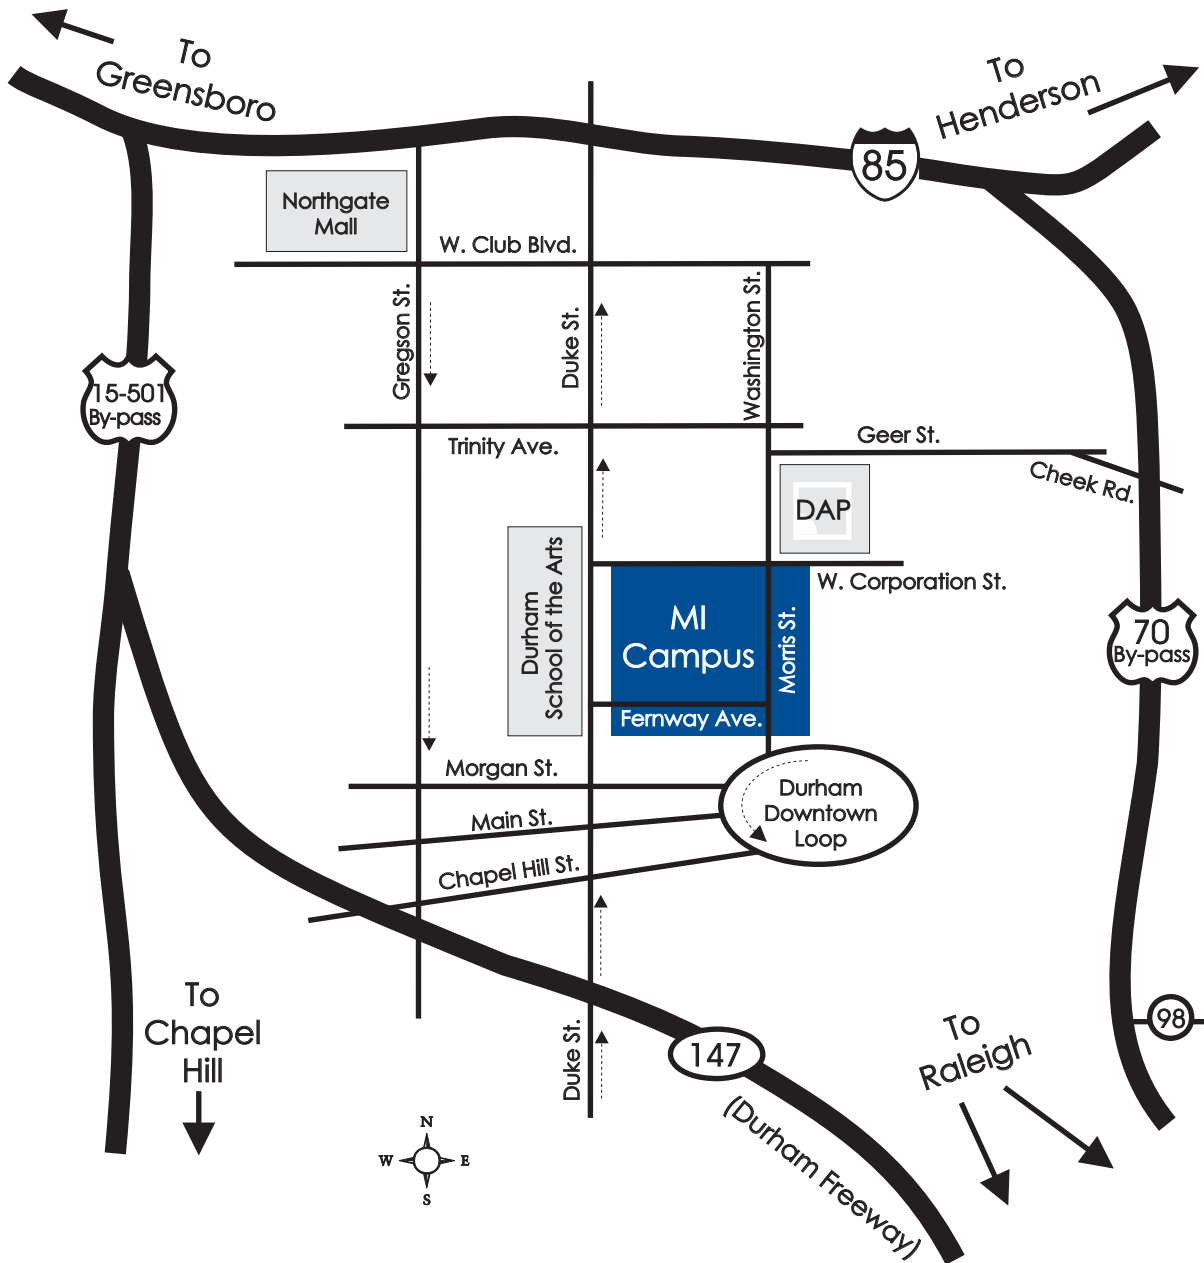 To
Greensboro
To
Henderson
85
Northgate
Mall
W. Club Blvd.
Gregson St.
Duke St.
Washington St.
15-501
By-pass
Trinity Ave.
Geer St.
Cheek Rd.
DAP
Durham
School of the Arts
W. Corporation St.
MI
Campus
Morris St.
70
By-pass
Fernway Ave.
Morgan St.
Durham
Downtown
Loop
Main St.
Chapel Hill St.
To
Chapel
Hill
Duke St.
147
To
Raleigh
98
(Durham Freeway)
N
W
E
S